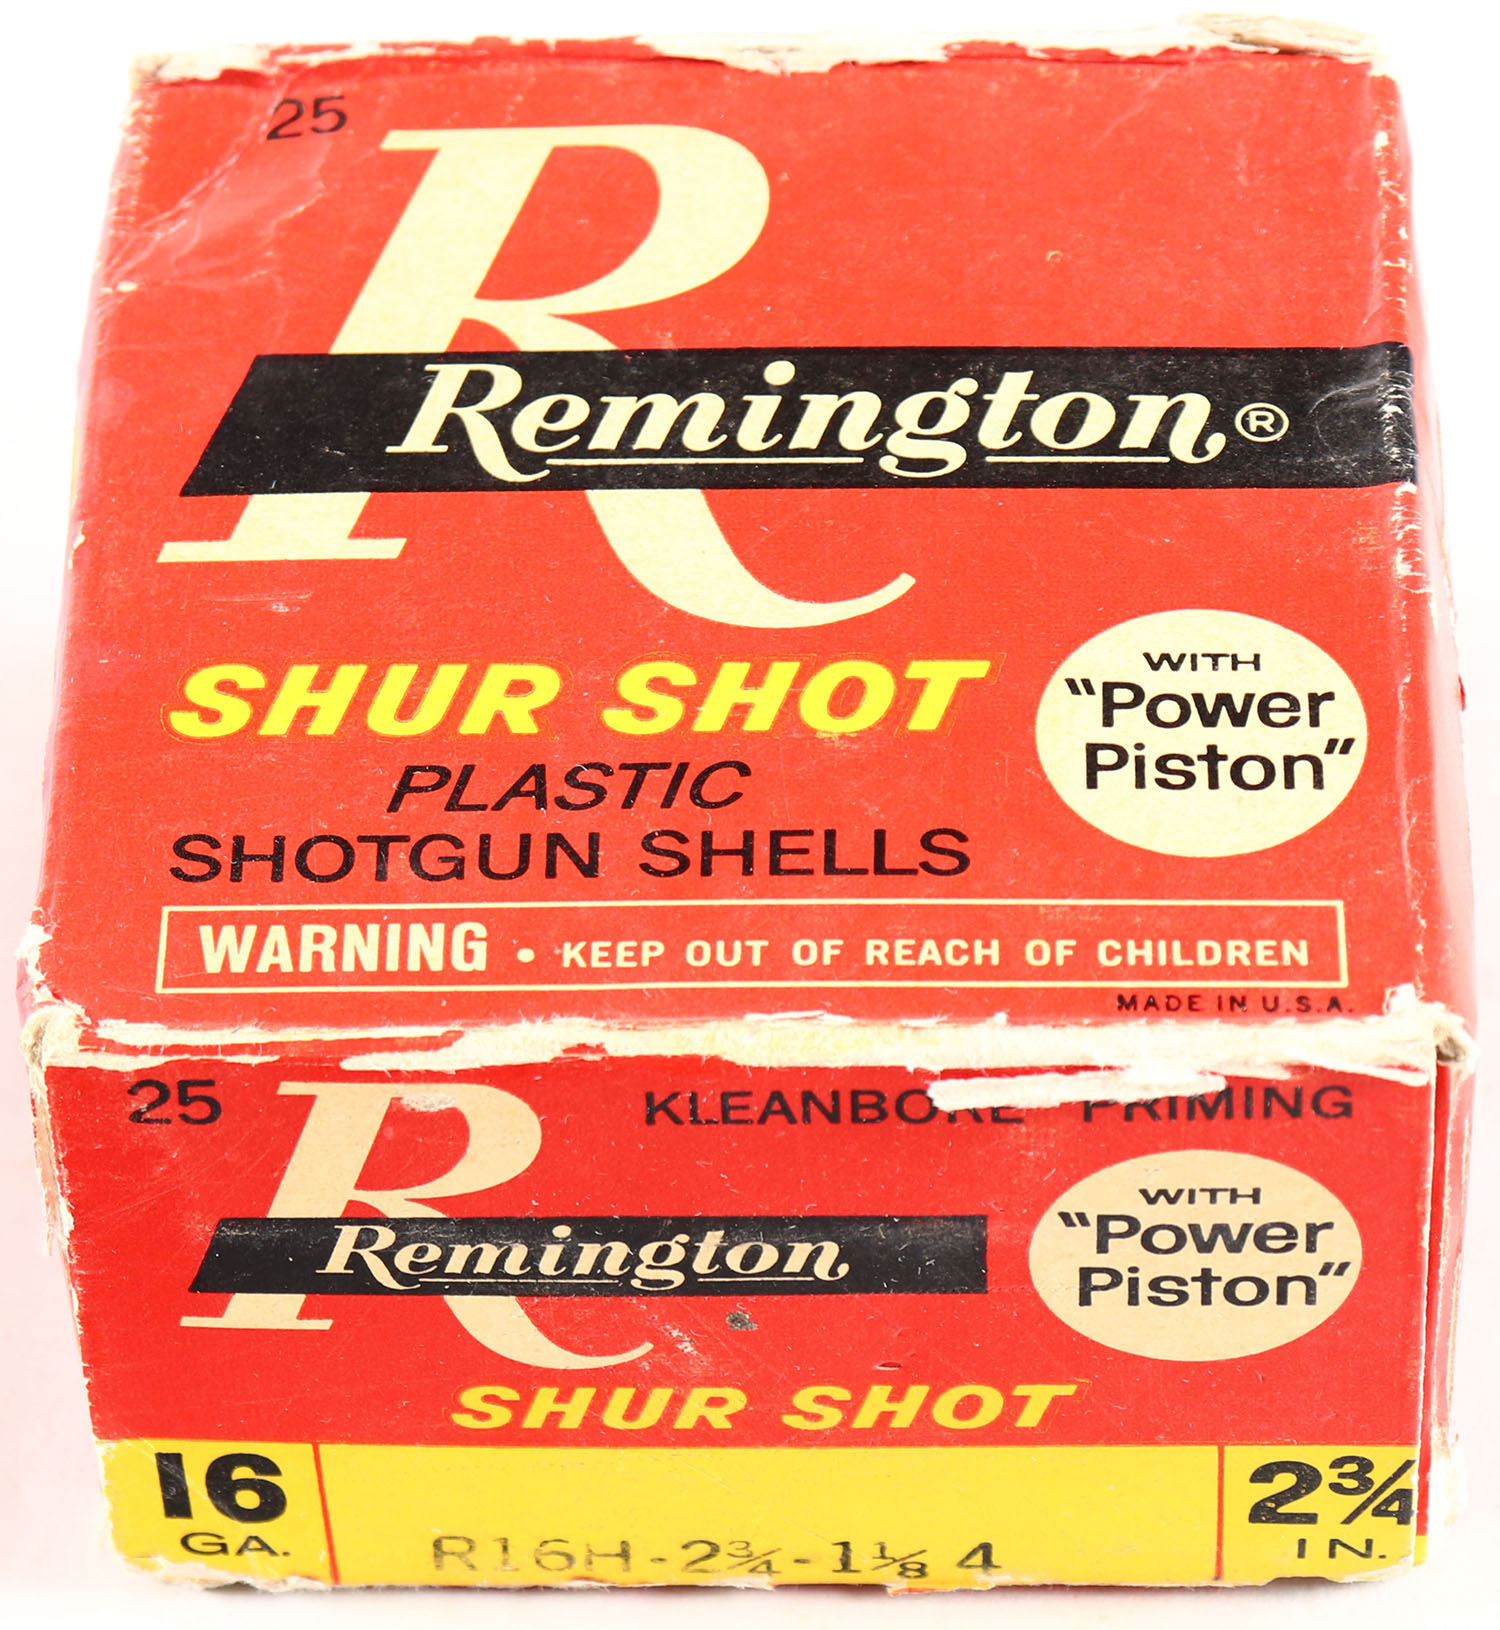 25
R
Remington®
SHUR SHOT
PLASTIC
SHOTGUN SHELLS
WITH
"Power
Piston"
WARNING • KEEP OUT OF REACH OF CHILDREN
MADE IN U.S.A.
25
KLEANBORE PRIMING
R
Remington
WITH
"Power
Piston"
SHUR SHOT
16
GA.
R16H-2¾-1⅛ 4
2¾
IN.